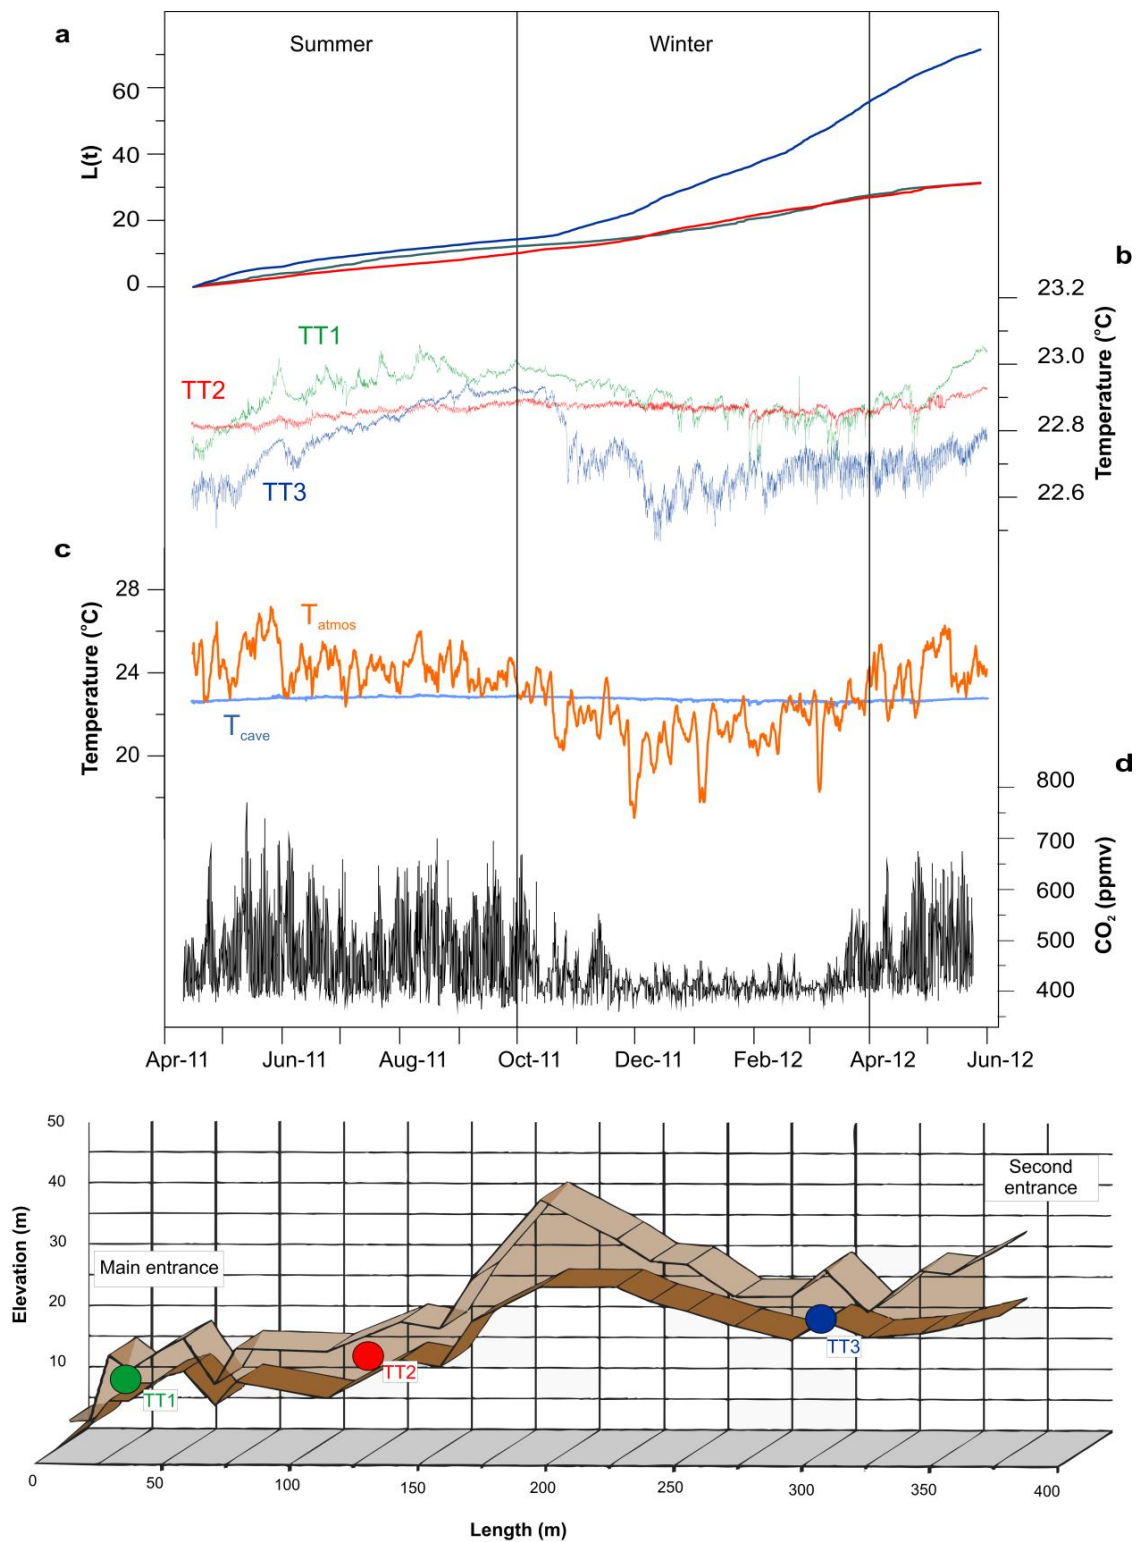 a
Summer
Winter
60
40
20
0
L(t)
b
23.2
23.0
22.8
22.6
Temperature (°C)
TT1
TT2
TT3
c
28
24
20
Temperature (°C)
T atmos
T cave
d
800
700
600
500
400
CO₂ (ppmv)
Apr-11 Jun-11 Aug-11 Oct-11 Dec-11 Feb-12 Apr-12 Jun-12
50
40
30
20
10
Elevation (m)
Second
entrance
Main entrance
TT1
TT2
TT3
0 50 100 150 200 250 300 350 400
Length (m)